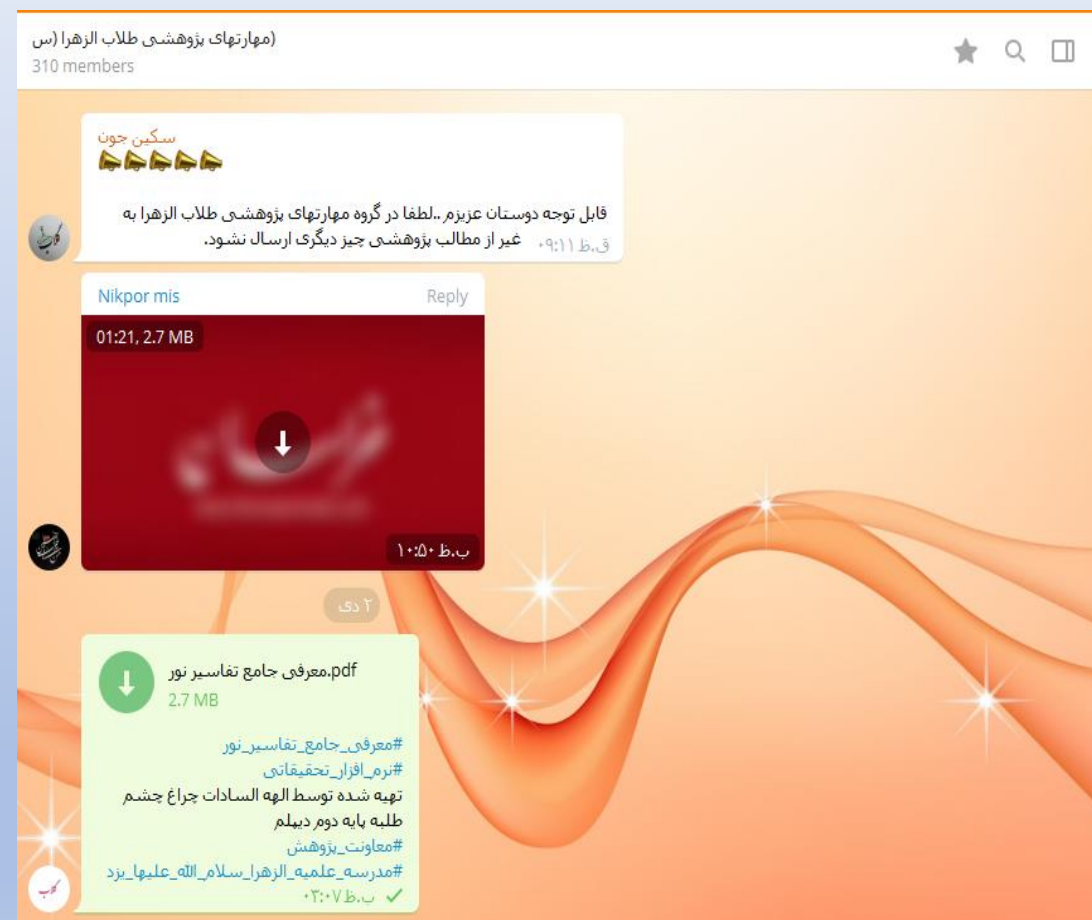 (مهارتهای پژوهشی طلاب الزهرا (س
310 members
سکین جون
قابل توجه دوستان عزیزم ..لطفا در گروه مهارتهای پژوهشی طلاب الزهرا به
غیر از مطالب پژوهشی چیز دیگری ارسال نشود.
ق.ظ ۰۹:۱۱
Nikpor mis
Reply
01:21, 2.7 MB
ب.ظ ۱۰:۵۰
۲ دی
معرفی جامع تفاسیر نور.pdf
2.7 MB
#معرفی_جامع_تفاسیر_نور
#نرم_افزار_تحقیقاتی
تهیه شده توسط الهه السادات چراغ چشم
طلبه پایه دوم دیپلم
#معاونت_پژوهش
#مدرسه_علمیه_الزهرا_سلام_الله_علیها_یزد
ب.ظ ۰۳:۰۷